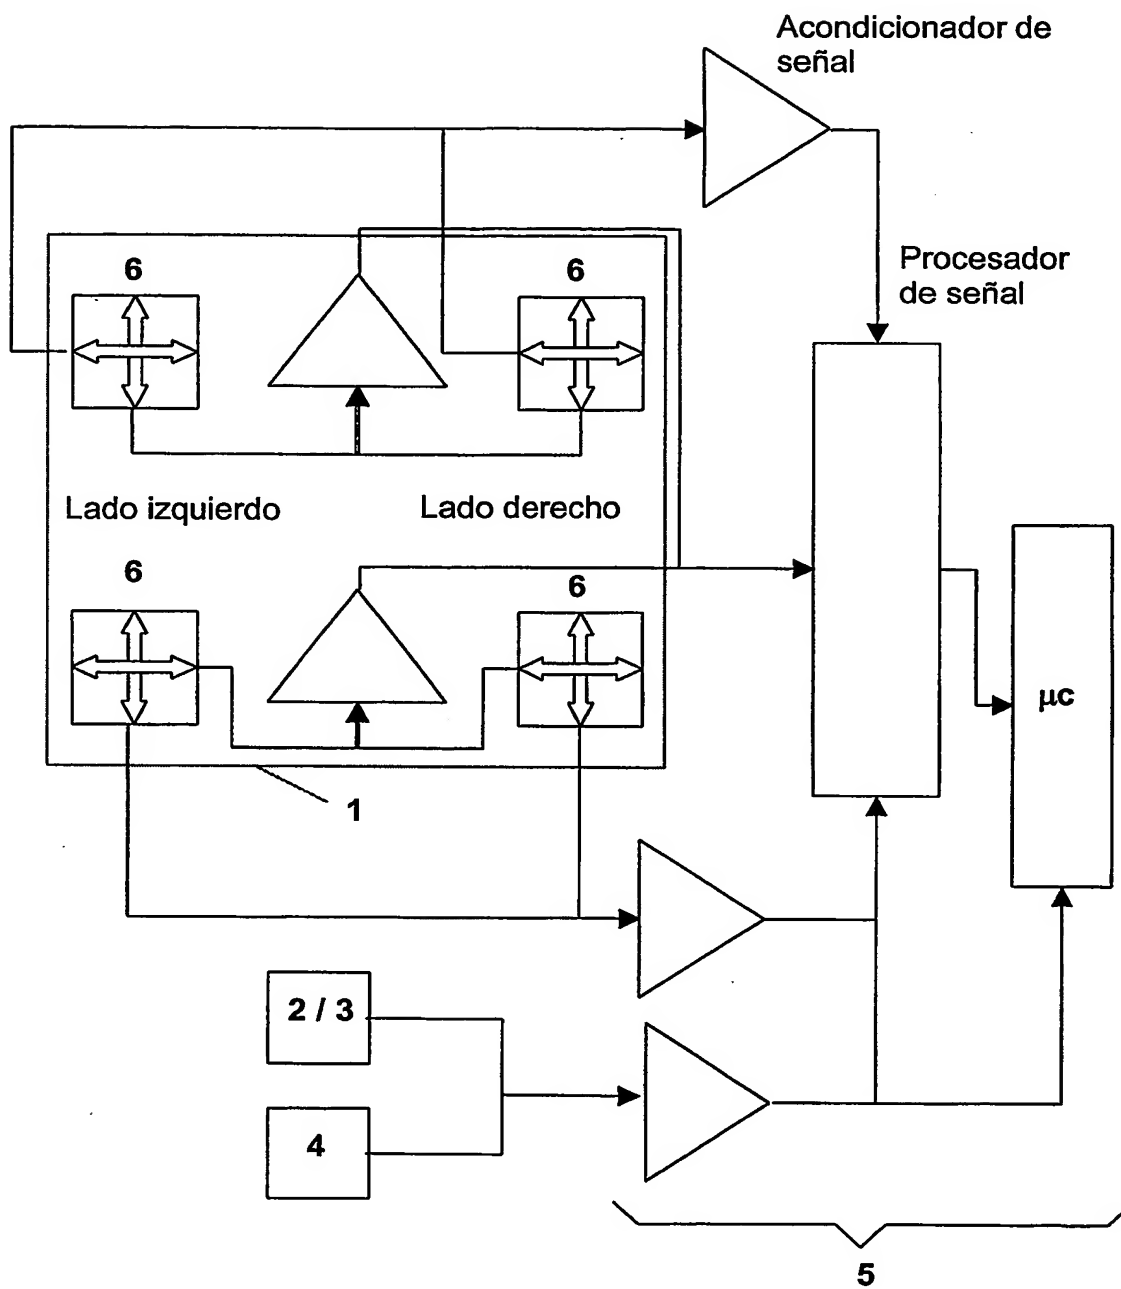 Acondicionador de
señal
Procesador
de señal
6
6
Lado izquierdo
Lado derecho
6
6
µc
1
2 / 3
4
5